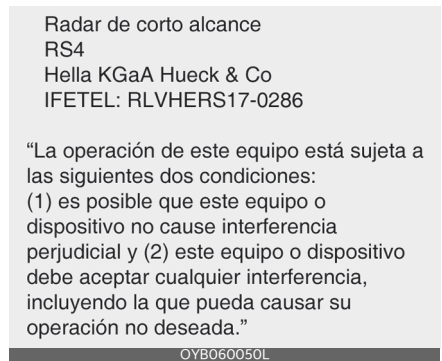 Radar de corto alcance
RS4
Hella KGaA Hueck & Co
IFETEL: RLVHERS17-0286
“La operación de este equipo está sujeta a
las siguientes dos condiciones:
(1) es posible que este equipo o
dispositivo no cause interferencia
perjudicial y (2) este equipo o dispositivo
debe aceptar cualquier interferencia,
incluyendo la que pueda causar su
operación no deseada.”
OYB060050L